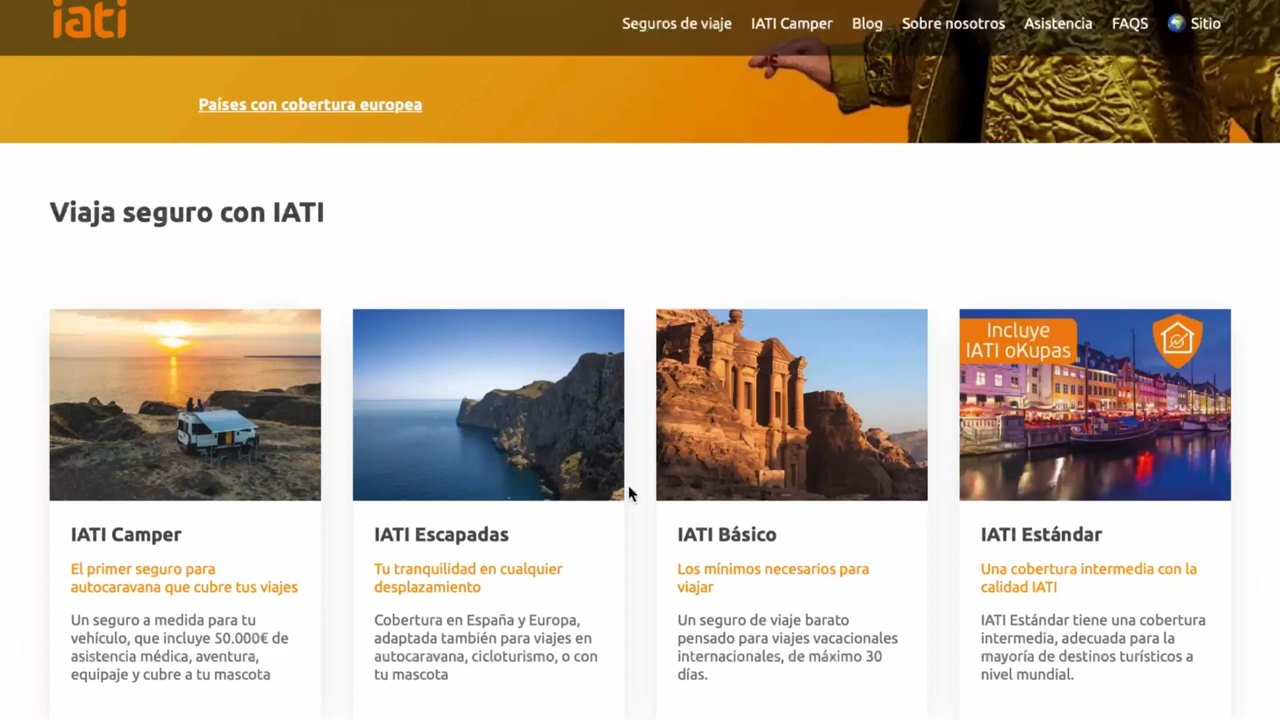 iati
Seguros de viaje IATI Camper Blog Sobre nosotros Asistencia FAQS Sitio
Países con cobertura europea
Viaja seguro con IATI
Incluye
IATI oKupas
IATI Camper
El primer seguro para
autocaravana que cubre tus viajes
Un seguro a medida para tu
vehículo, que incluye 50.000€ de
asistencia médica, aventura,
equipaje y cubre a tu mascota
IATI Escapadas
Tu tranquilidad en cualquier
desplazamiento
Cobertura en España y Europa,
adaptada también para viajes en
autocaravana, cicloturismo, o con
tu mascota
IATI Básico
Los mínimos necesarios para
viajar
Un seguro de viaje barato
pensado para viajes vacacionales
internacionales, de máximo 30
días.
IATI Estándar
Una cobertura intermedia con la
calidad IATI
IATI Estándar tiene una cobertura
intermedia, adecuada para la
mayoría de destinos turísticos a
nivel mundial.